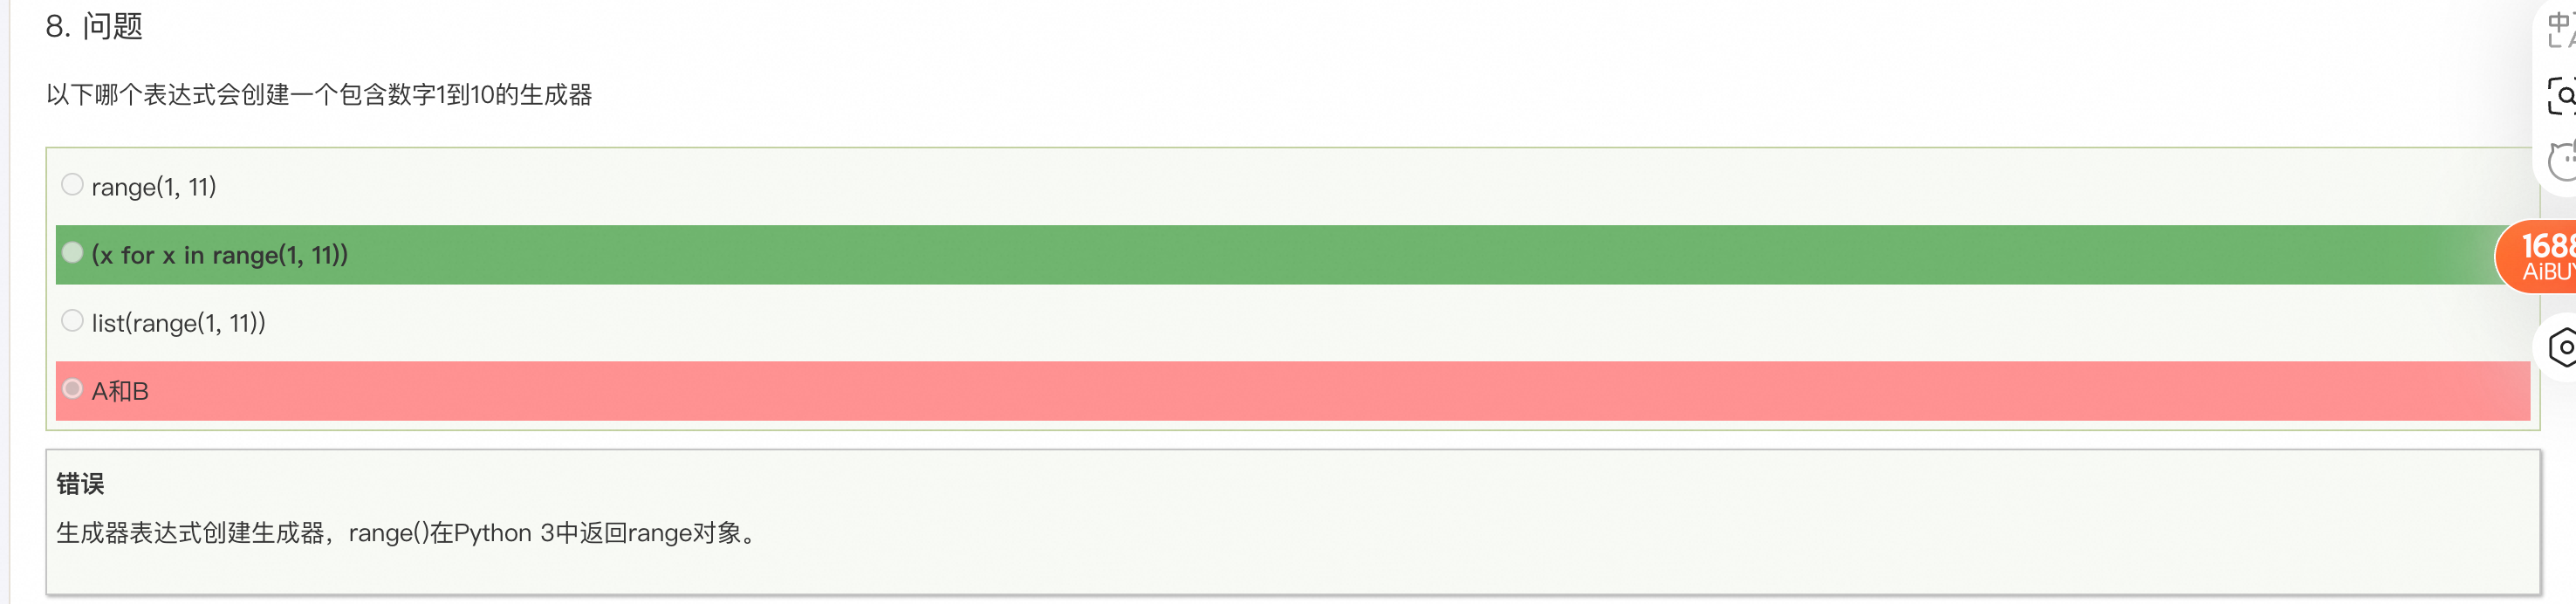 8. 问题
以下哪个表达式会创建一个包含数字1到10的生成器
range(1, 11)
(x for x in range(1, 11))
list(range(1, 11))
A和B
错误
生成器表达式创建生成器，range()在Python 3中返回range对象。
中
1688